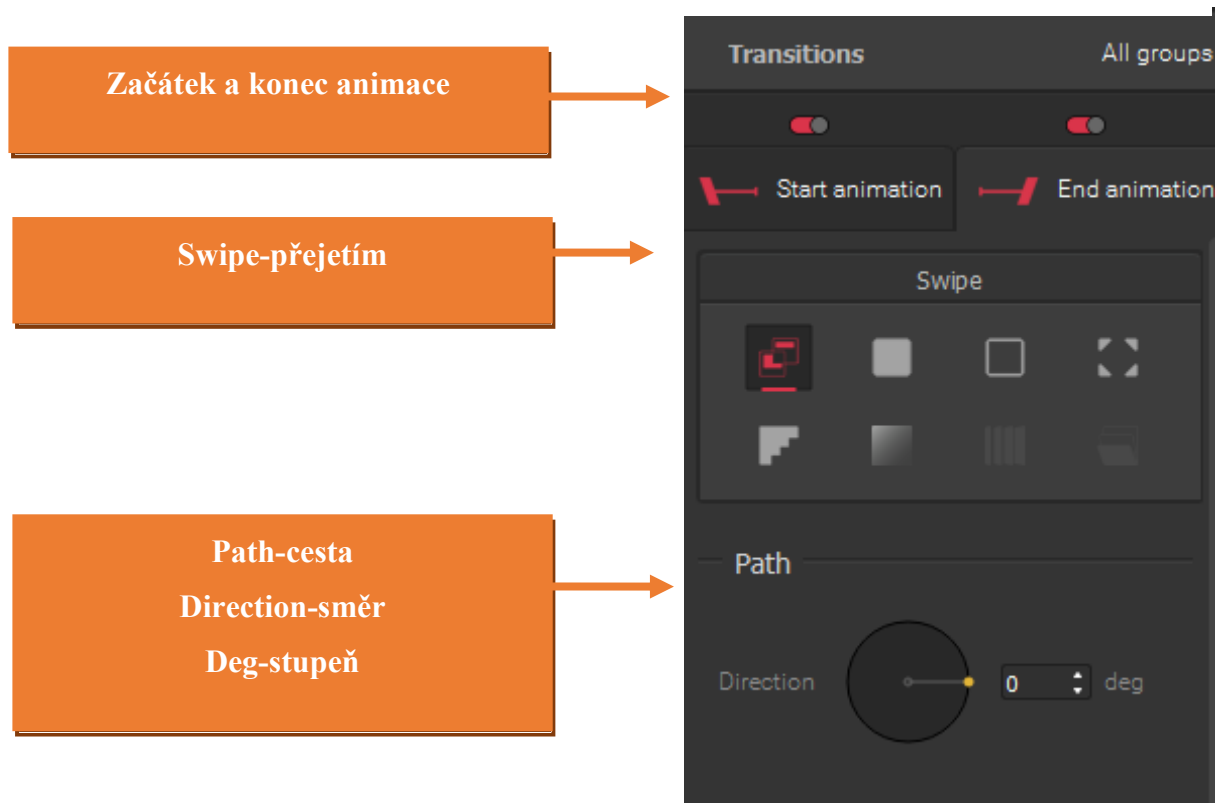 Začátek a konec animace
Transitions All groups
Start animation End animation
Swipe-přejetím
Swipe
Path-cesta
Direction-směr
Deg-stupeň
Path
Direction 0 deg